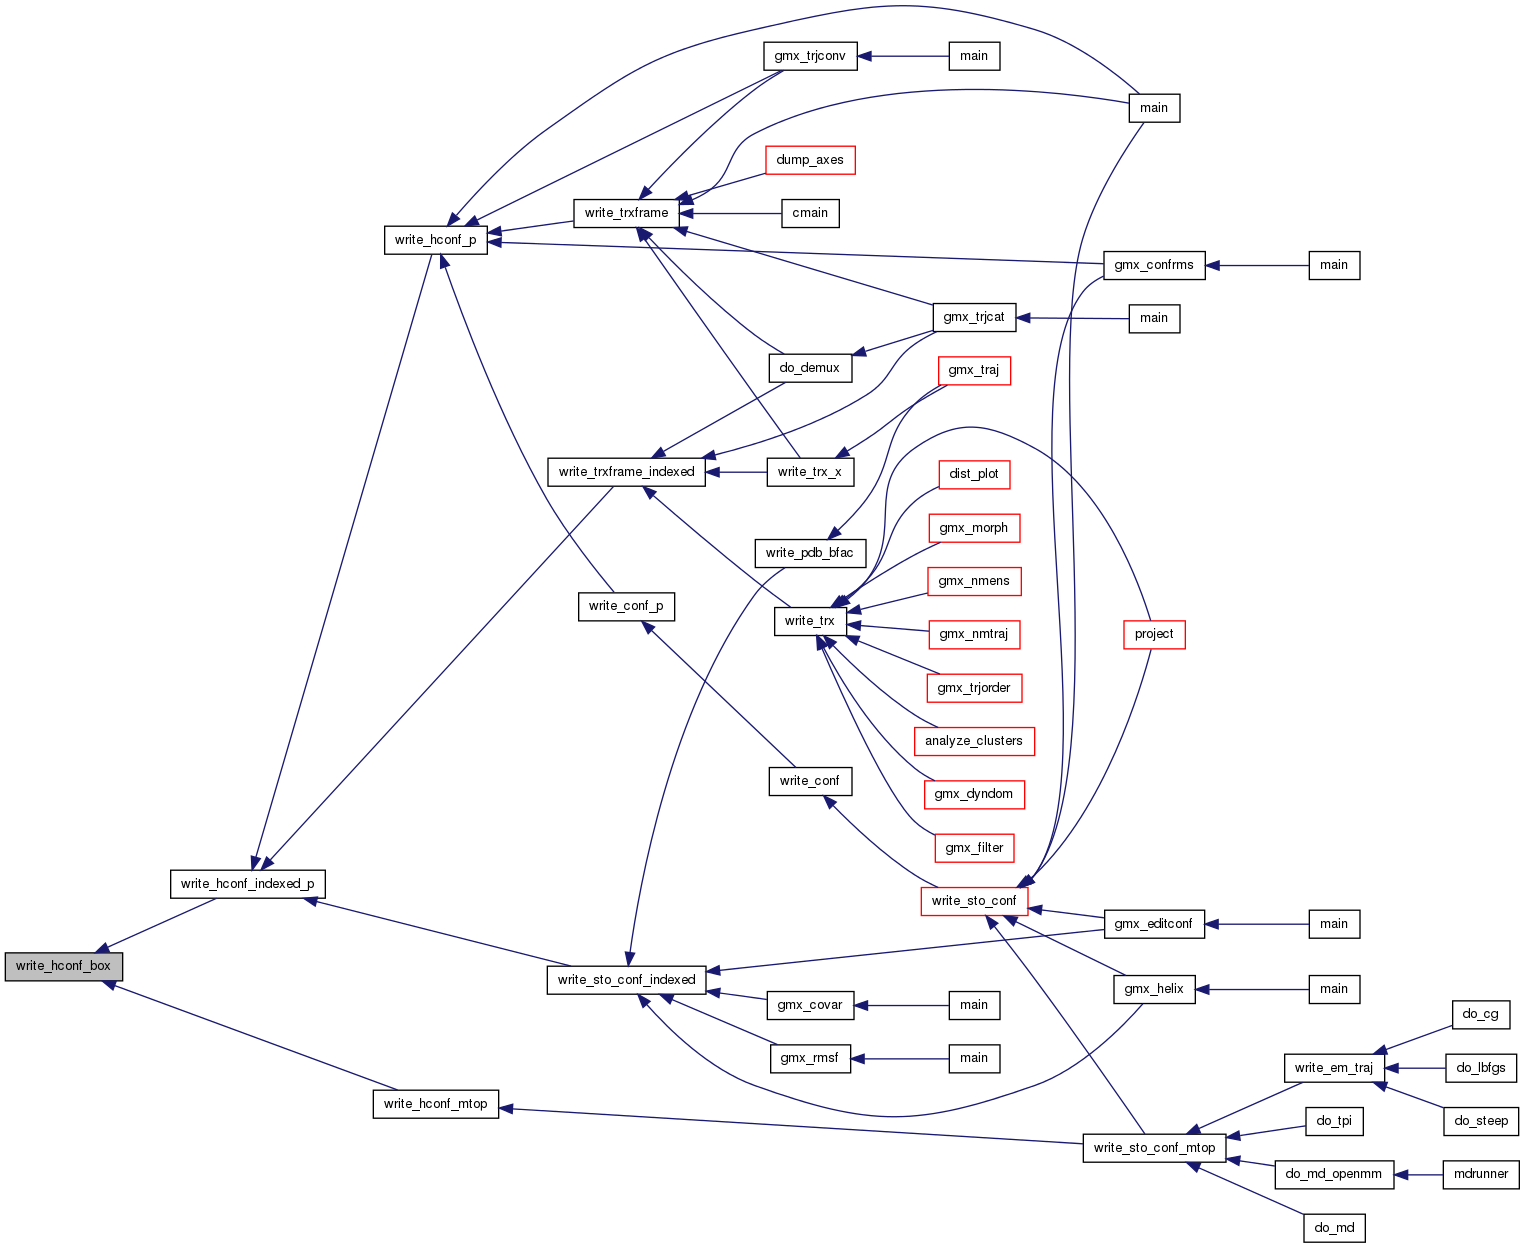 gmx_trjconv
main
main
dump_axes
write_trxframe
cmain
write_hconf_p
gmx_confrms
main
gmx_trjcat
main
do_demux
gmx_traj
write_trxframe_indexed
write_trx_x
dist_plot
gmx_morph
write_pdb_bfac
gmx_nmens
write_conf_p
write_trx
gmx_nmtraj
project
gmx_trjorder
analyze_clusters
write_conf
gmx_dyndom
gmx_filter
write_hconf_indexed_p
write_sto_conf
gmx_editconf
main
write_hconf_box
write_sto_conf_indexed
gmx_helix
main
gmx_covar
main
do_cg
gmx_rmsf
main
write_em_traj
do_lbfgs
write_hconf_mtop
do_tpi
do_steep
write_sto_conf_mtop
do_md_openmm
mdrunner
do_md